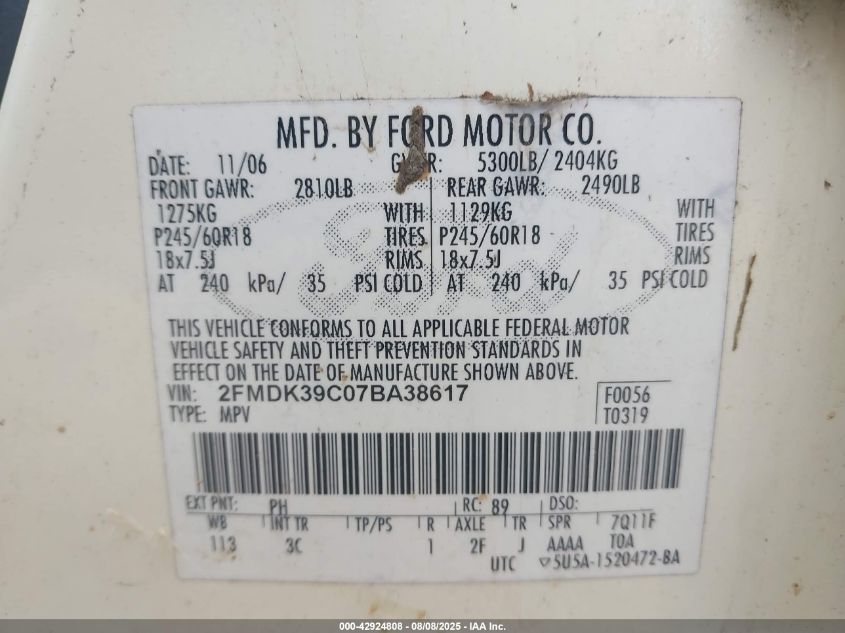 MFD. BY FORD MOTOR CO.
DATE: 11/06 GVWR: 5300LB/ 2404KG
FRONT GAWR: 2810LB REAR GAWR: 2490LB
1275KG WITH 1129KG WITH
P245/60R18 TIRES P245/60R18 TIRES
18x7.5J RIMS 18x7.5J RIMS
AT 240 kPa/ 35 PSI COLD AT 240 kPa/ 35 PSI COLD
Ford
THIS VEHICLE CONFORMS TO ALL APPLICABLE FEDERAL MOTOR
VEHICLE SAFETY AND THEFT PREVENTION STANDARDS IN
EFFECT ON THE DATE OF MANUFACTURE SHOWN ABOVE.
VIN: 2FMDK39C07BA38617 F0056
TYPE: MPV T0319
EXT PNT: PH RC: 89 DSO:
WB INT TR TP/PS R AXLE TR SPR 7Q11F
113 3C 1 2F J AAAA TOA
UTC ▽5U5A-1520472-BA
000-42924808 - 08/08/2025 - IAA Inc.